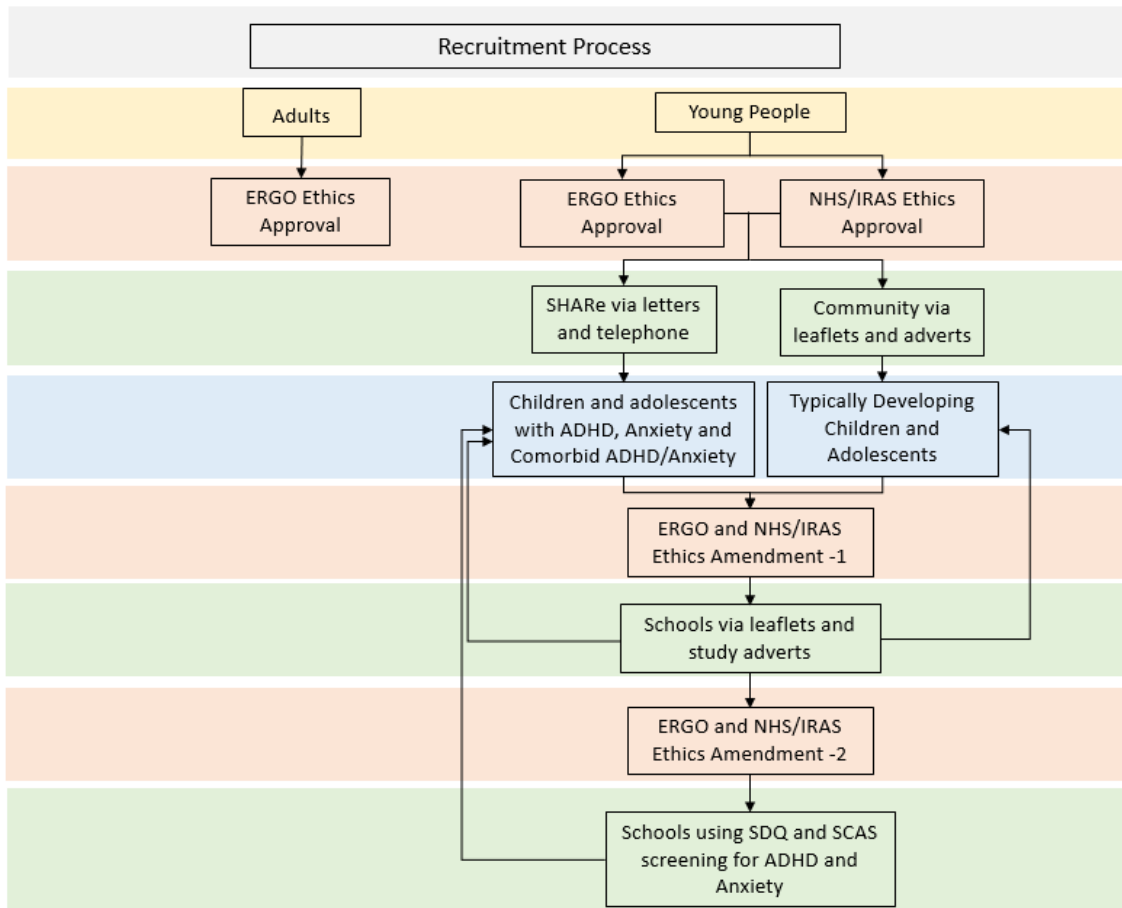 Recruitment Process
Adults
Young People
ERGO Ethics
Approval
ERGO Ethics
Approval
NHS/IRAS Ethics
Approval
SHARe via letters
and telephone
Community via
leaflets and adverts
Children and adolescents
with ADHD, Anxiety and
Comorbid ADHD/Anxiety
Typically Developing
Children and
Adolescents
ERGO and NHS/IRAS
Ethics Amendment -1
Schools via leaflets and
study adverts
ERGO and NHS/IRAS
Ethics Amendment -2
Schools using SDQ and SCAS
screening for ADHD and
Anxiety